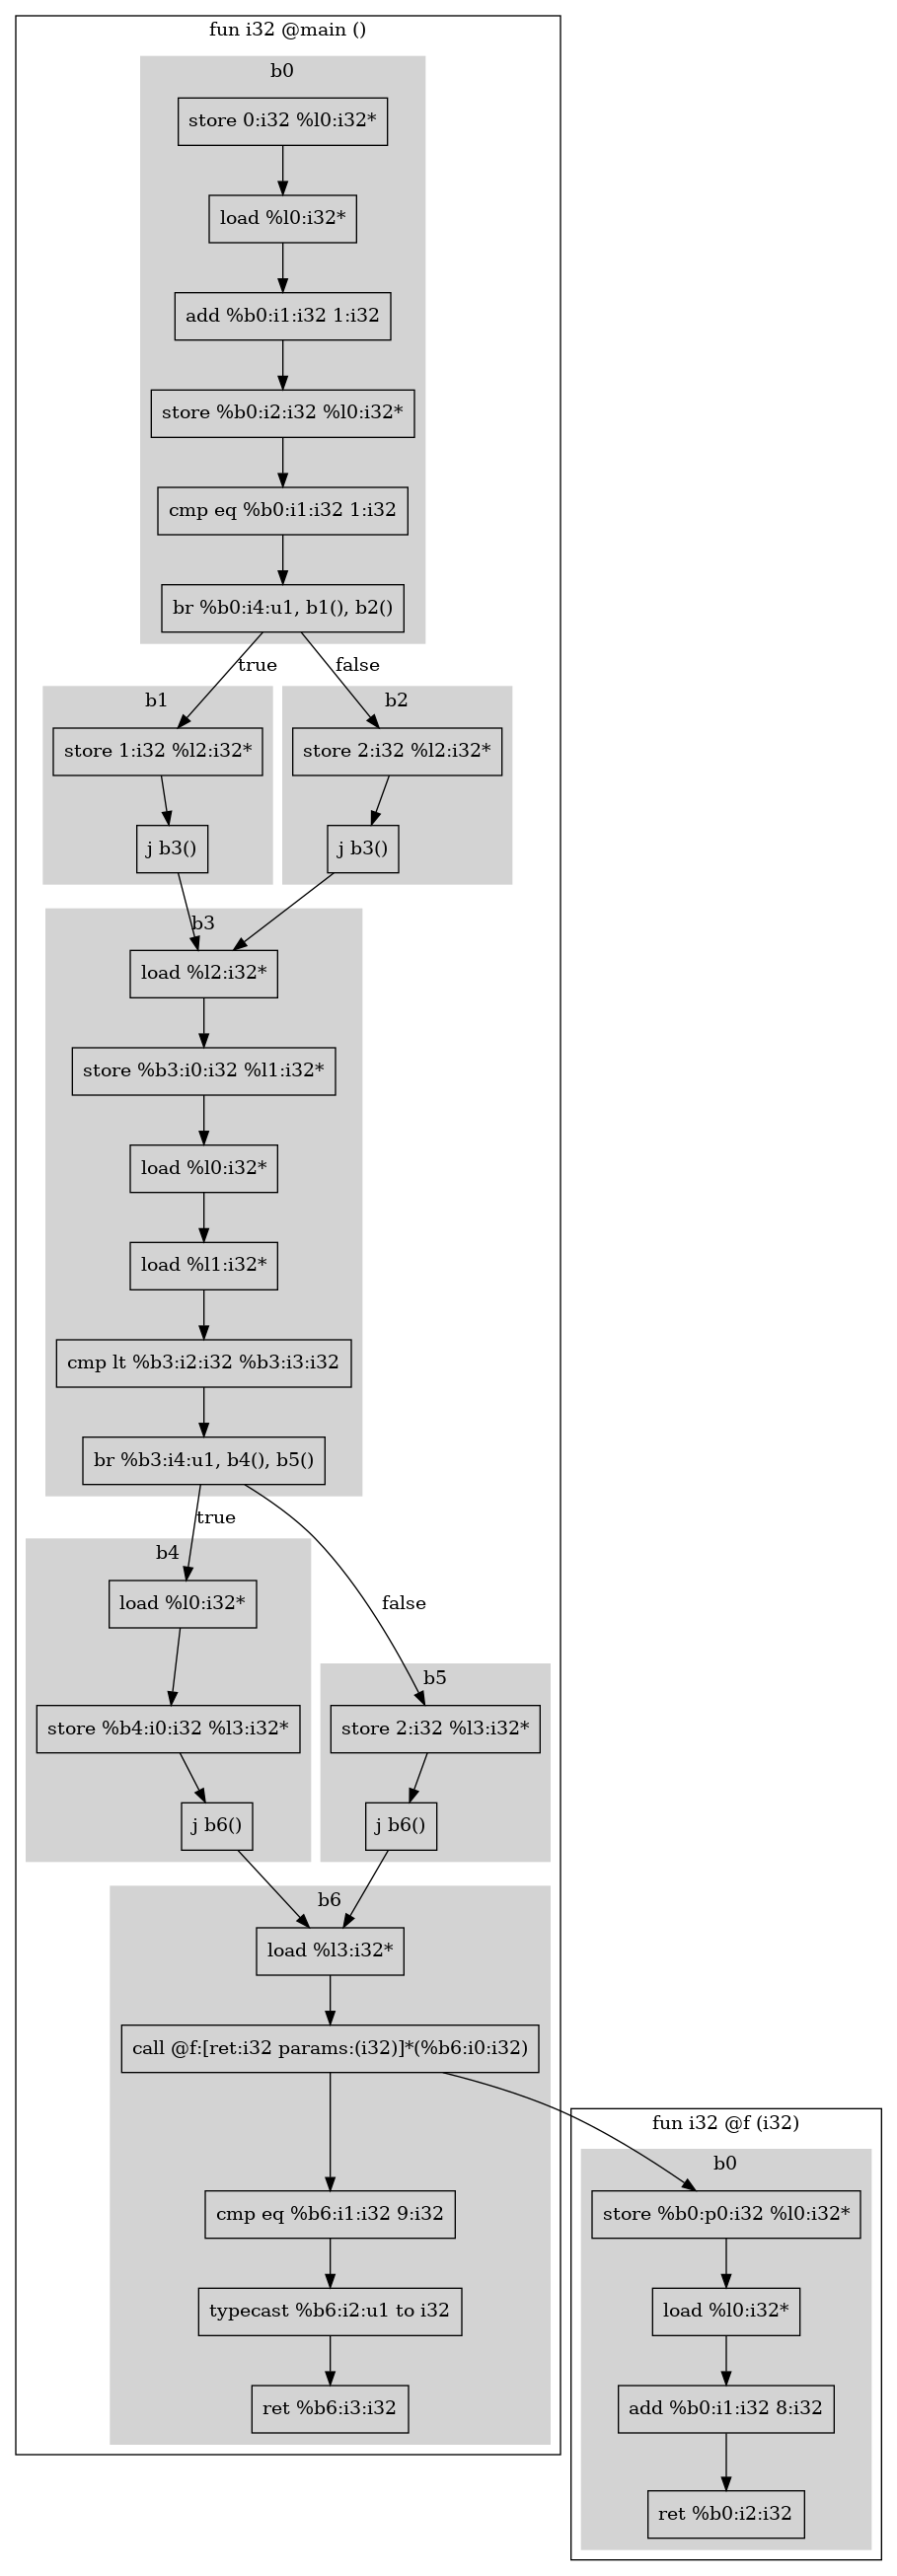 fun i32 @main ()
b0
store 0:i32 %l0:i32*
load %l0:i32*
add %b0:i1:i32 1:i32
store %b0:i2:i32 %l0:i32*
cmp eq %b0:i1:i32 1:i32
br %b0:i4:u1, b1(), b2()
true
false
b1
store 1:i32 %l2:i32*
j b3()
b2
store 2:i32 %l2:i32*
j b3()
b3
load %l2:i32*
store %b3:i0:i32 %l1:i32*
load %l0:i32*
load %l1:i32*
cmp lt %b3:i2:i32 %b3:i3:i32
br %b3:i4:u1, b4(), b5()
true
false
b4
load %l0:i32*
store %b4:i0:i32 %l3:i32*
j b6()
b5
store 2:i32 %l3:i32*
j b6()
b6
load %l3:i32*
call @f:[ret:i32 params:(i32)]*(%b6:i0:i32)
cmp eq %b6:i1:i32 9:i32
typecast %b6:i2:u1 to i32
ret %b6:i3:i32
fun i32 @f (i32)
b0
store %b0:p0:i32 %l0:i32*
load %l0:i32*
add %b0:i1:i32 8:i32
ret %b0:i2:i32